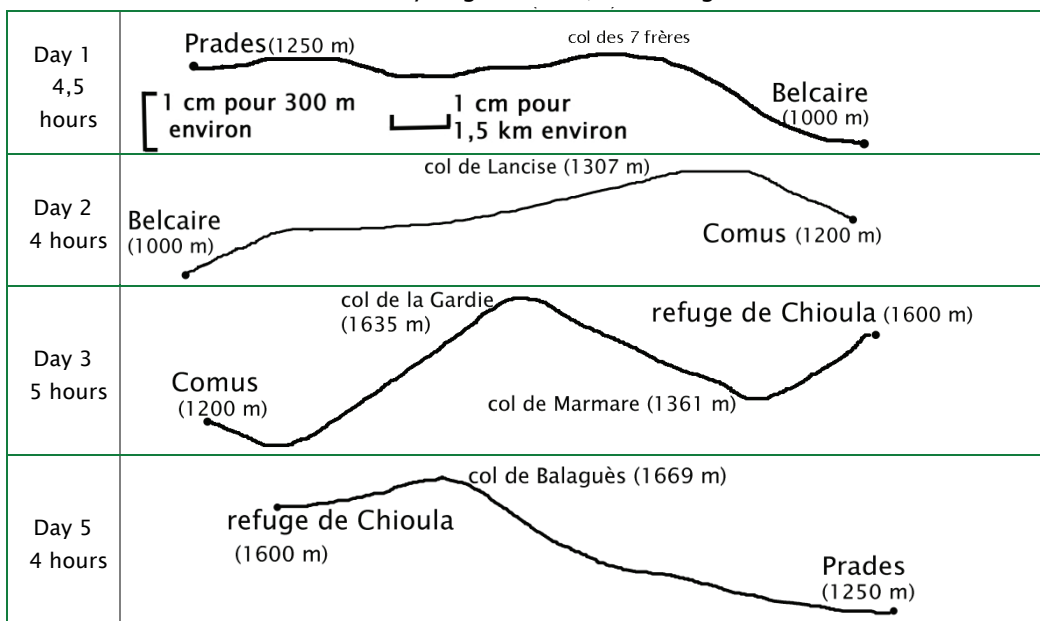 Day 1
4,5
hours
Prades(1250 m)
col des 7 frères
1 cm pour 300 m
environ
1 cm pour
1,5 km environ
Belcaire
(1000 m)
Day 2
4 hours
Belcaire
(1000 m)
col de Lancise (1307 m)
Comus (1200 m)
Day 3
5 hours
Comus
(1200 m)
col de la Gardie
(1635 m)
col de Marmare (1361 m)
refuge de Chioula (1600 m)
Day 5
4 hours
refuge de Chioula
(1600 m)
col de Balaguès (1669 m)
Prades
(1250 m)